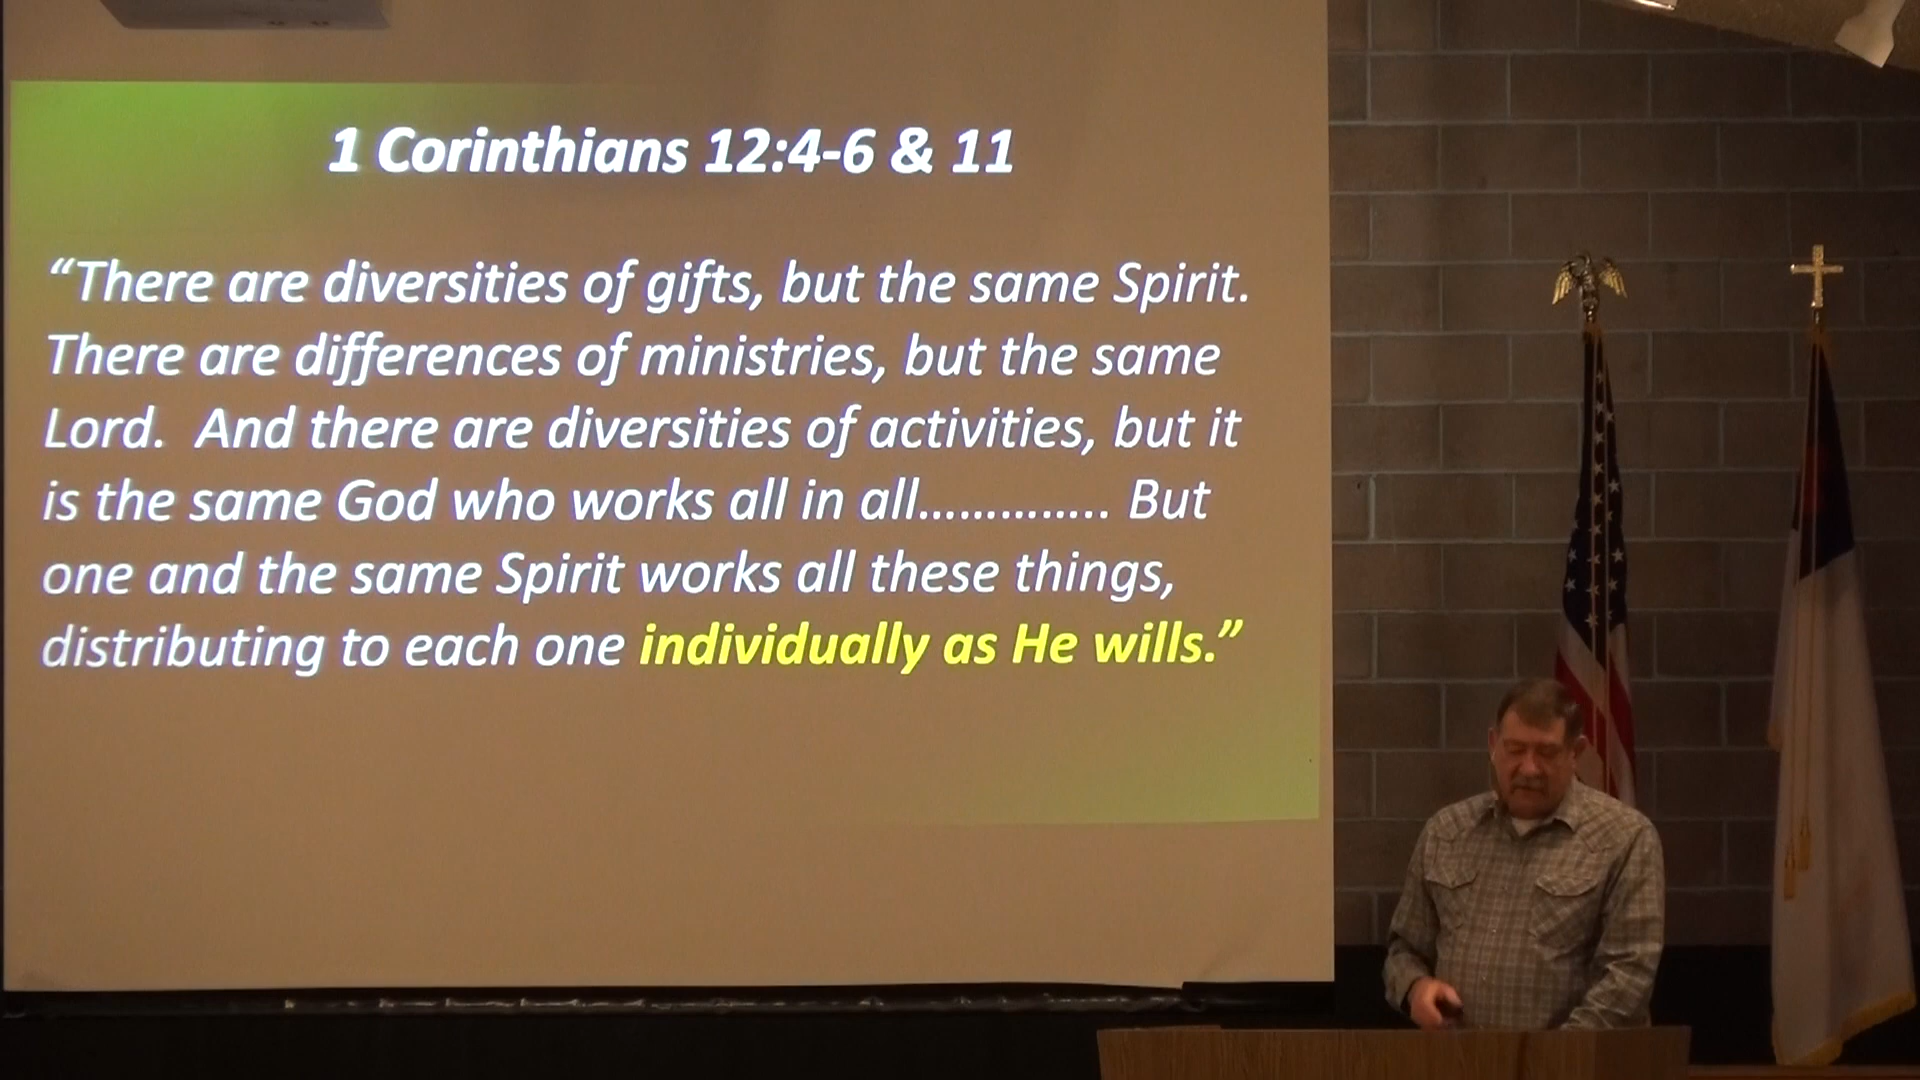 1 Corinthians 12:4-6 & 11
“There are diversities of gifts, but the same Spirit.
There are differences of ministries, but the same
Lord.  And there are diversities of activities, but it
is the same God who works all in all………….. But
one and the same Spirit works all these things,
distributing to each one individually as He wills.”